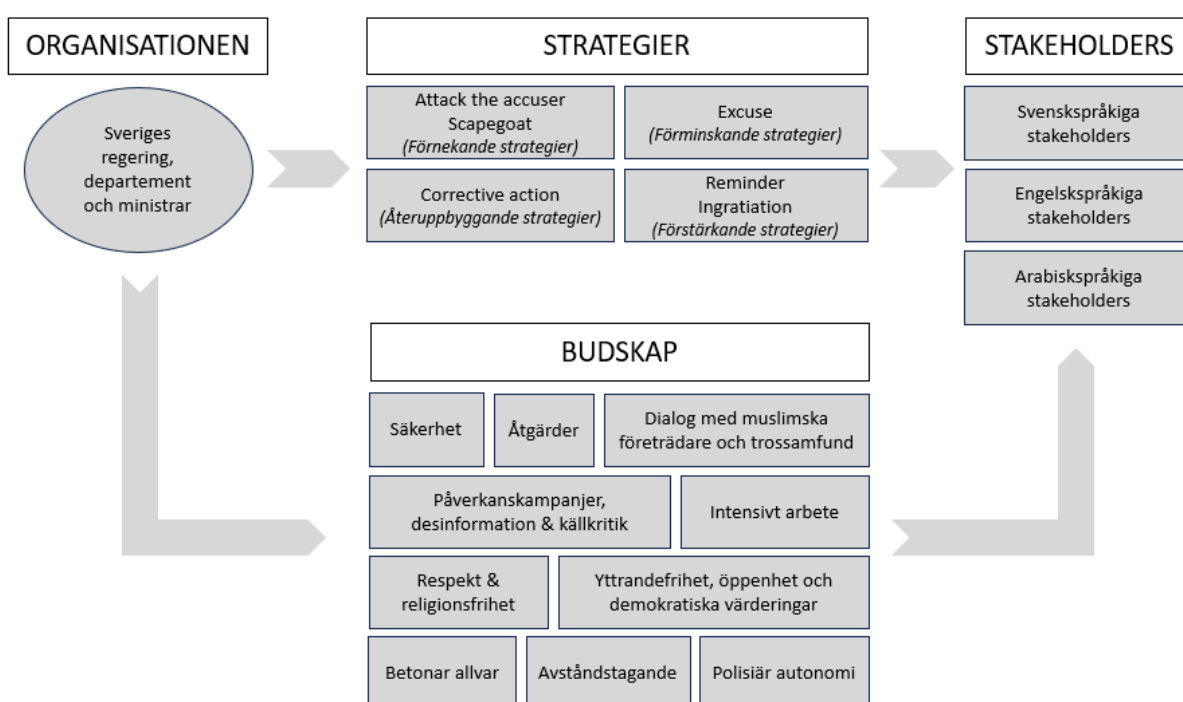 ORGANISATIONEN
Sveriges
regering,
departement
och ministrar
STRATEGIER
Attack the accuser
Scapegoat
(Förnekande strategier)
Excuse
(Förminskande strategier)
Corrective action
(Återuppbyggande strategier)
Reminder
Ingratiation
(Förstärkande strategier)
STAKEHOLDERS
Svenskspråkiga
stakeholders
Engelskspråkiga
stakeholders
Arabiskspråkiga
stakeholders
BUDSKAP
Säkerhet
Åtgärder
Dialog med muslimska
företrädare och trossamfund
Påverkanskampanjer,
desinformation & källkritik
Intensivt arbete
Respekt &
religionsfrihet
Yttrandefrihet, öppenhet och
demokratiska värderingar
Betonar allvar
Avståndstagande
Polisiär autonomi